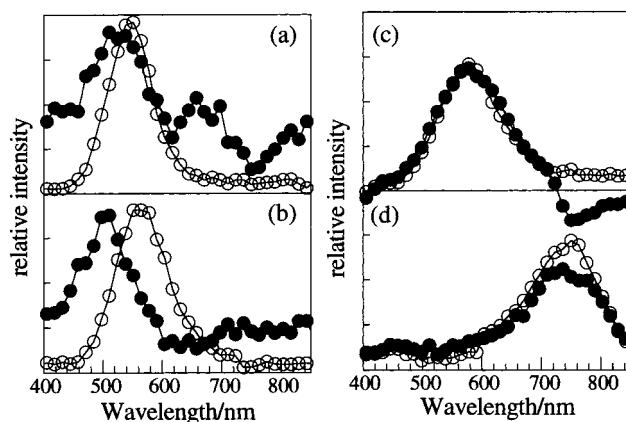 (a)
(b)
relative intensity
400 500 600 700 800
Wavelength/nm
(c)
(d)
relative intensity
400 500 600 700 800
Wavelength/nm